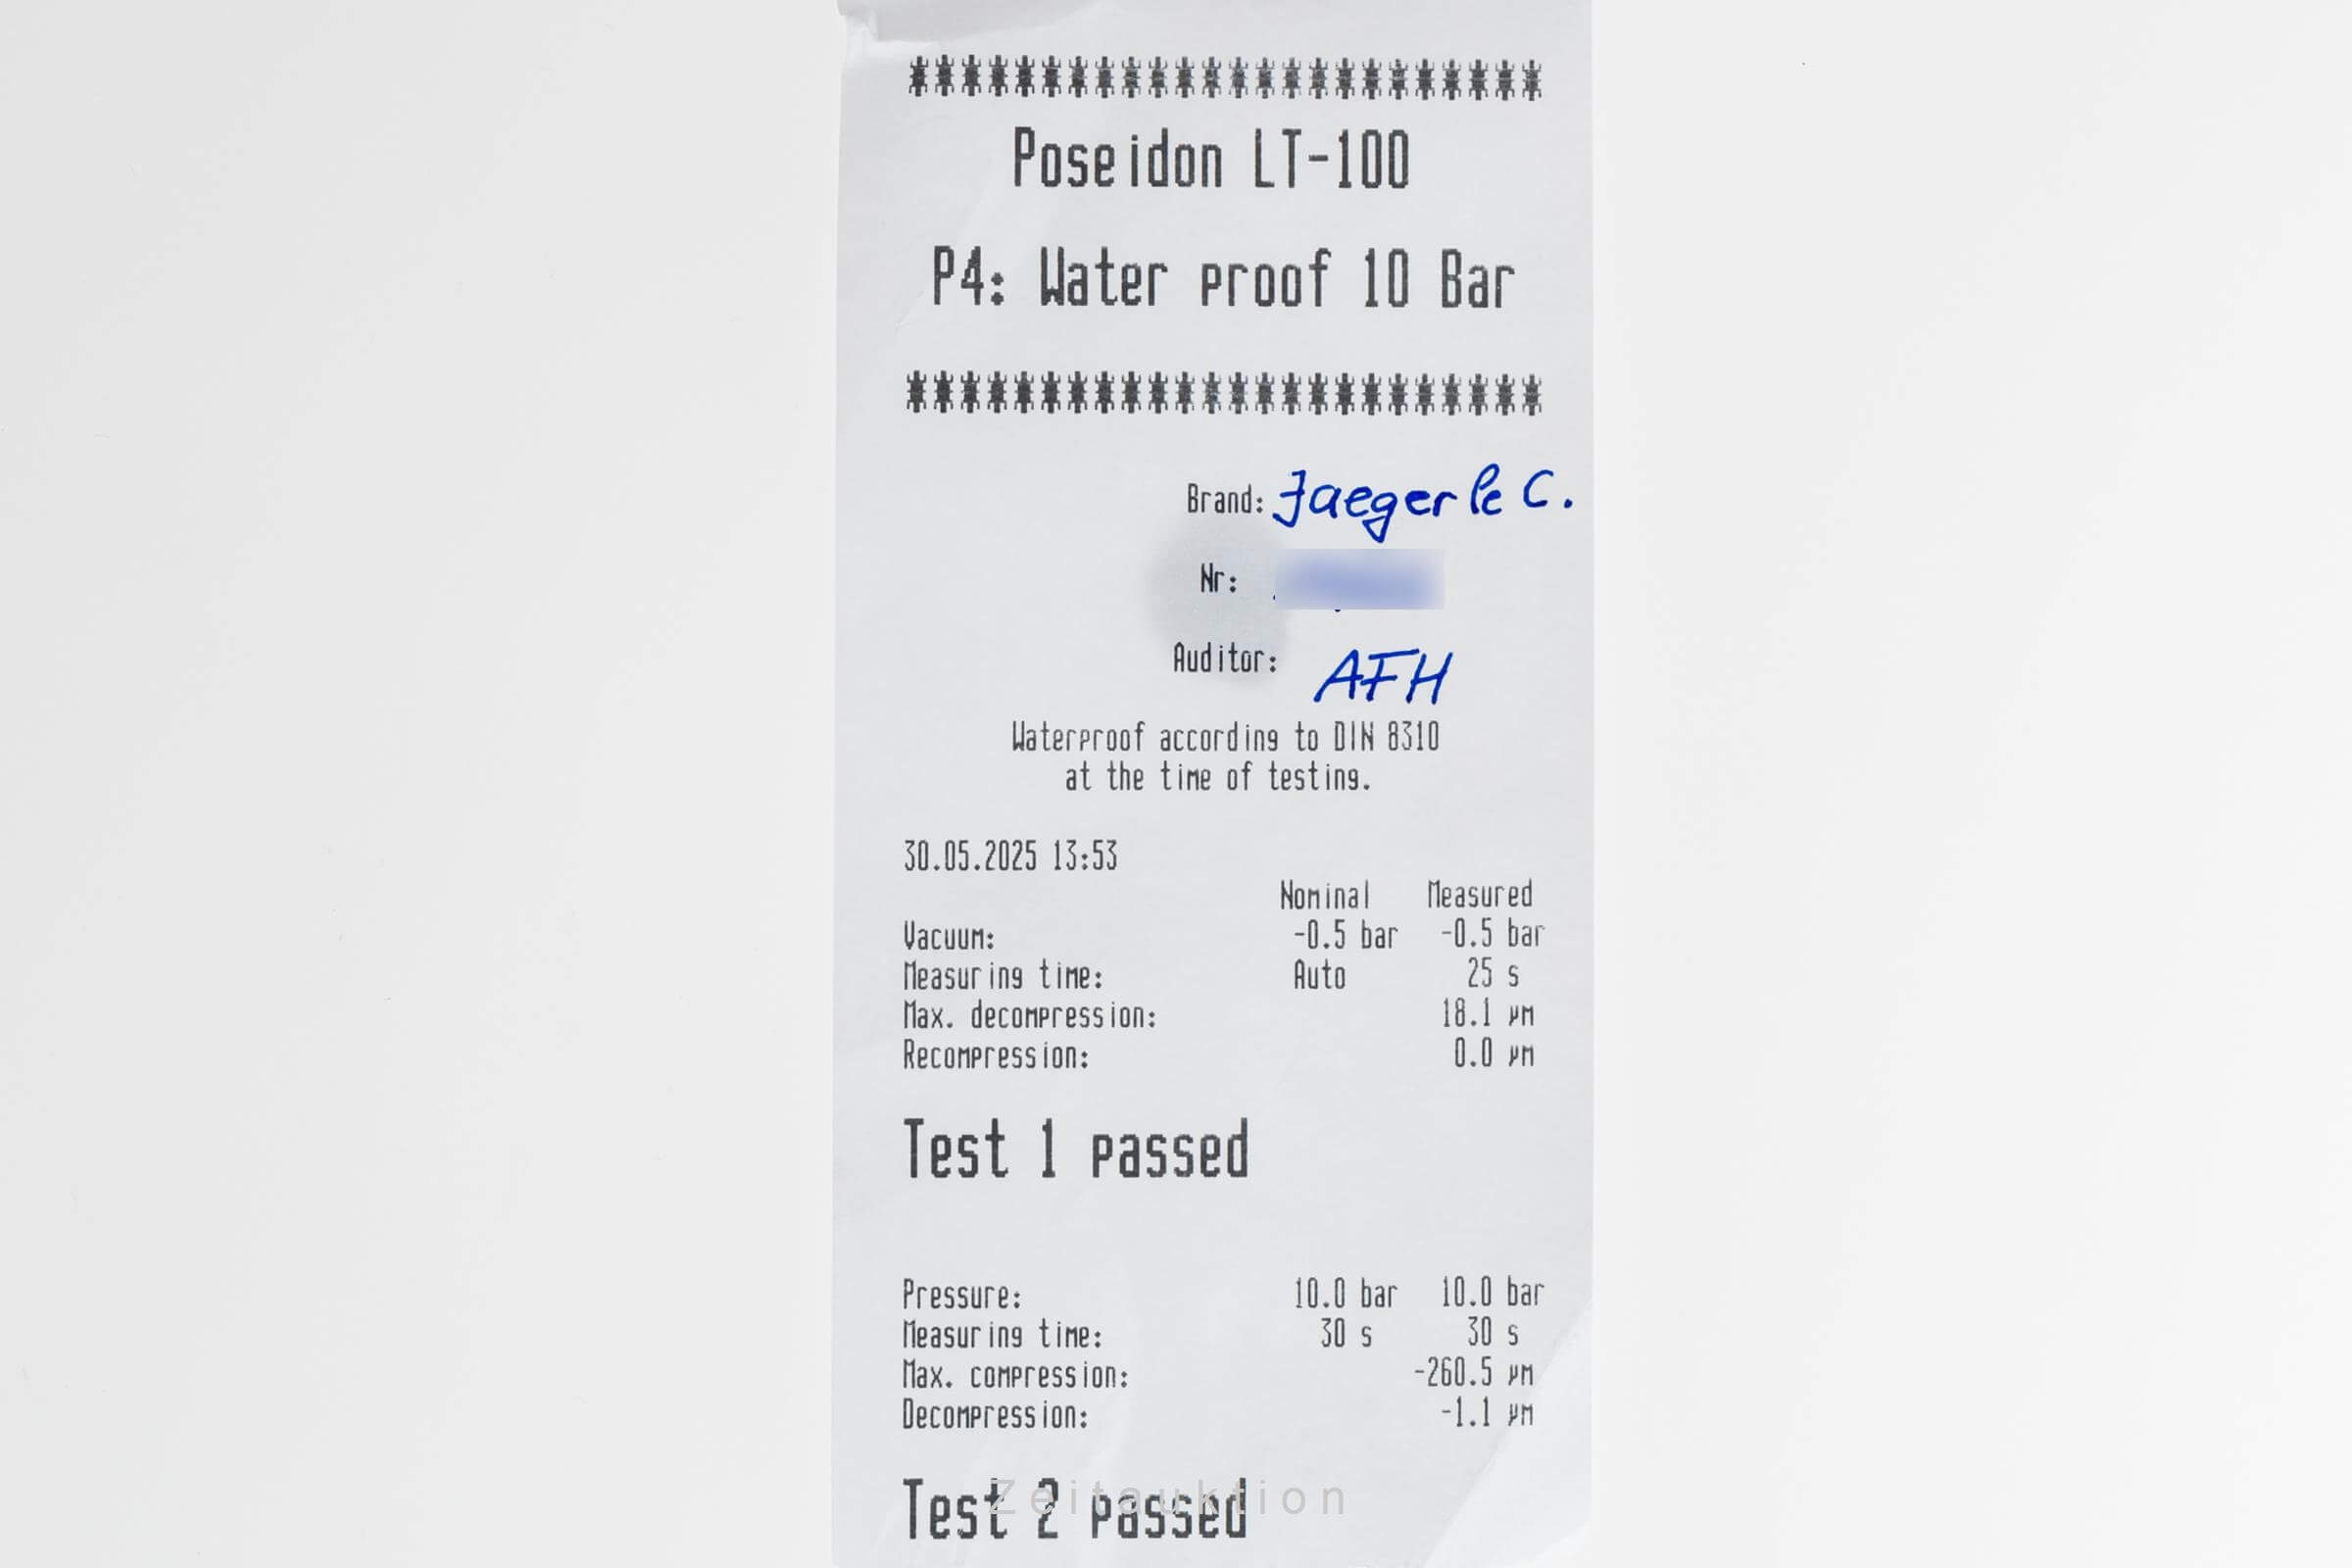 Poseidon LT-100
P4: Water proof 10 Bar
Brand: Jaeger le C.
Nr:
Auditor: AFH
Waterproof according to DIN 8310
at the time of testing.
30.05.2025 13:53
Nominal Measured
Vacuum: -0.5 bar -0.5 bar
Measuring time: Auto 25 s
Max. decompression: 18.1 µm
Recompression: 0.0 µm
Test 1 passed
Pressure: 10.0 bar 10.0 bar
Measuring time: 30 s 30 s
Max. compression: -260.5 µm
Decompression: -1.1 µm
Test 2 passed
Zeitauktion